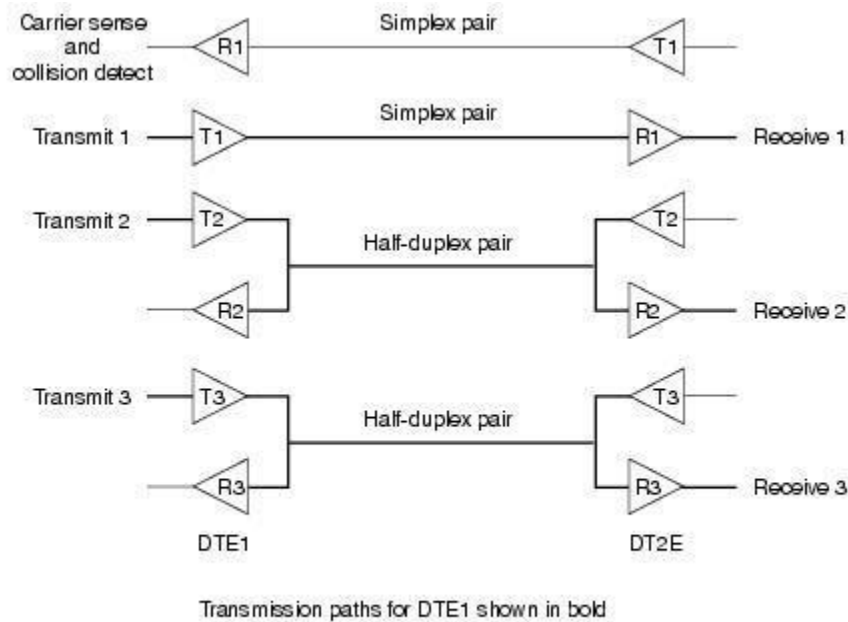 Carrier sense
and
collision detect
R1
Simplex pair
T1
Transmit 1
T1
Simplex pair
R1
Receive 1
Transmit 2
T2
T2
Half-duplex pair
R2
R2
Receive 2
Transmit 3
T3
T3
Half-duplex pair
R3
R3
Receive 3
DTE1
DT2E
Transmission paths for DTE1 shown in bold